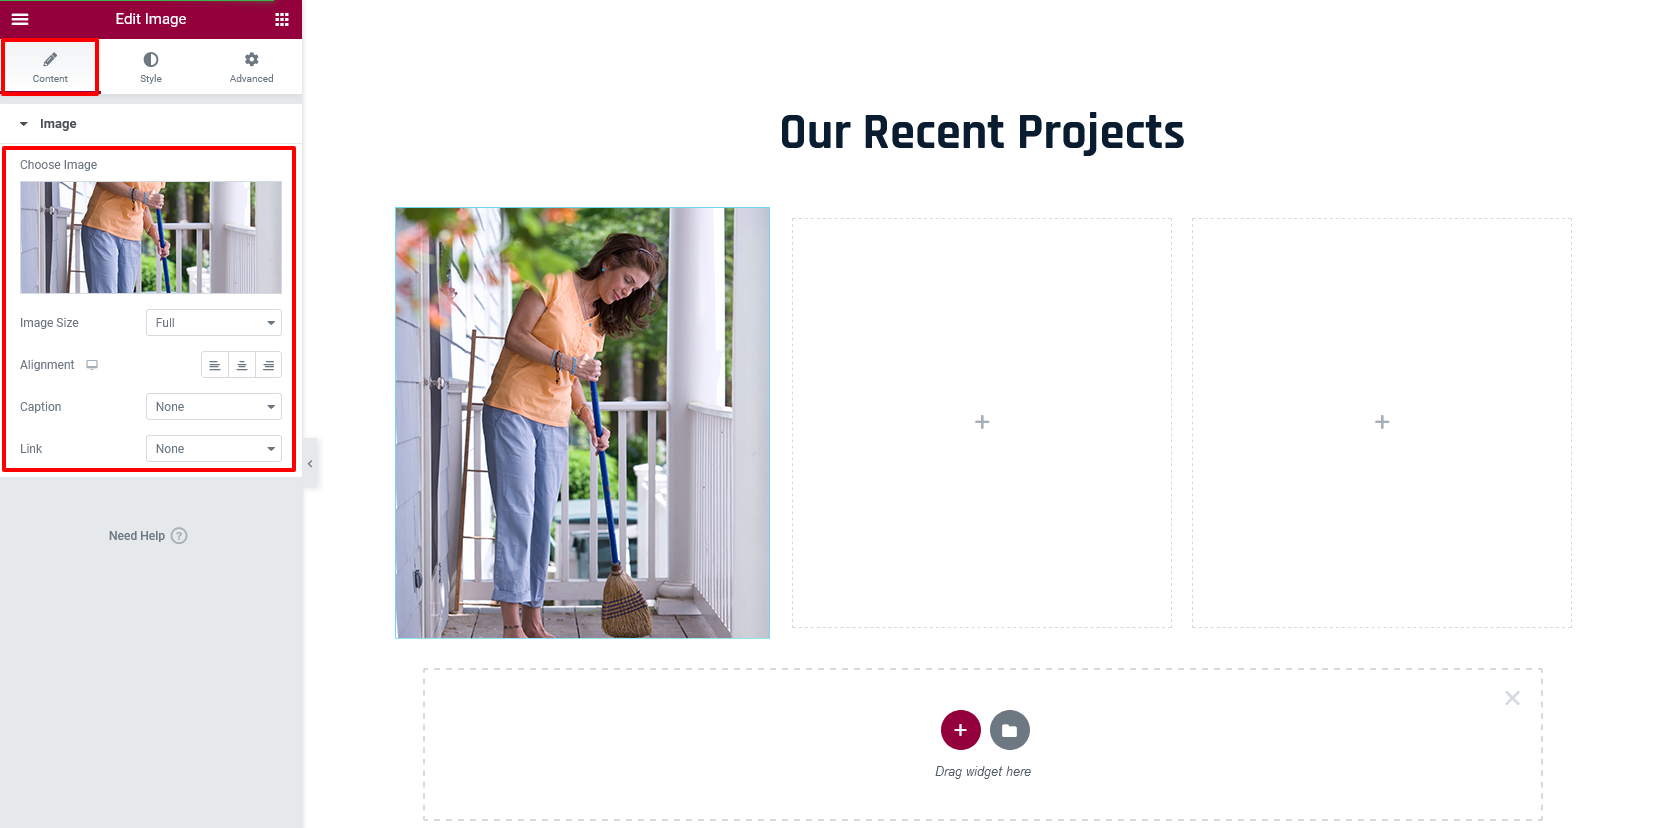 Edit Image
Content
Style
Advanced
Image
Choose Image
Image Size
Full
Alignment
Caption
None
Link
None
Need Help ?
Our Recent Projects
Drag widget here